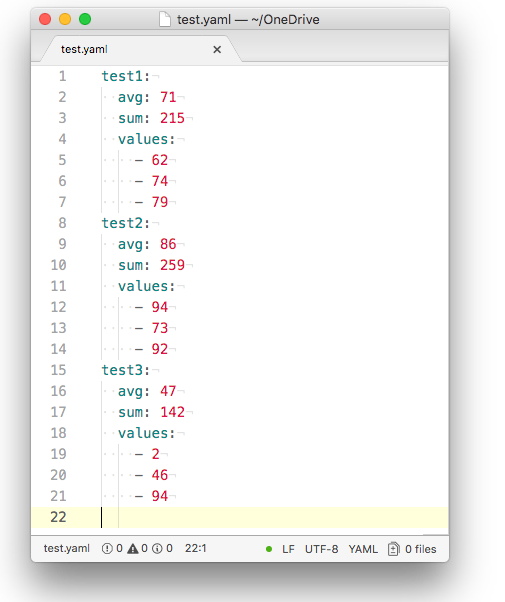 test.yaml — ~/OneDrive
test.yaml ×
1 test1:
2 avg: 71
3 sum: 215
4 values:
5 - 62
6 - 74
7 - 79
8 test2:
9 avg: 86
10 sum: 259
11 values:
12 - 94
13 - 73
14 - 92
15 test3:
16 avg: 47
17 sum: 142
18 values:
19 - 2
20 - 46
21 - 94
22
test.yaml 0 0 0 22:1 LF UTF-8 YAML 0 files